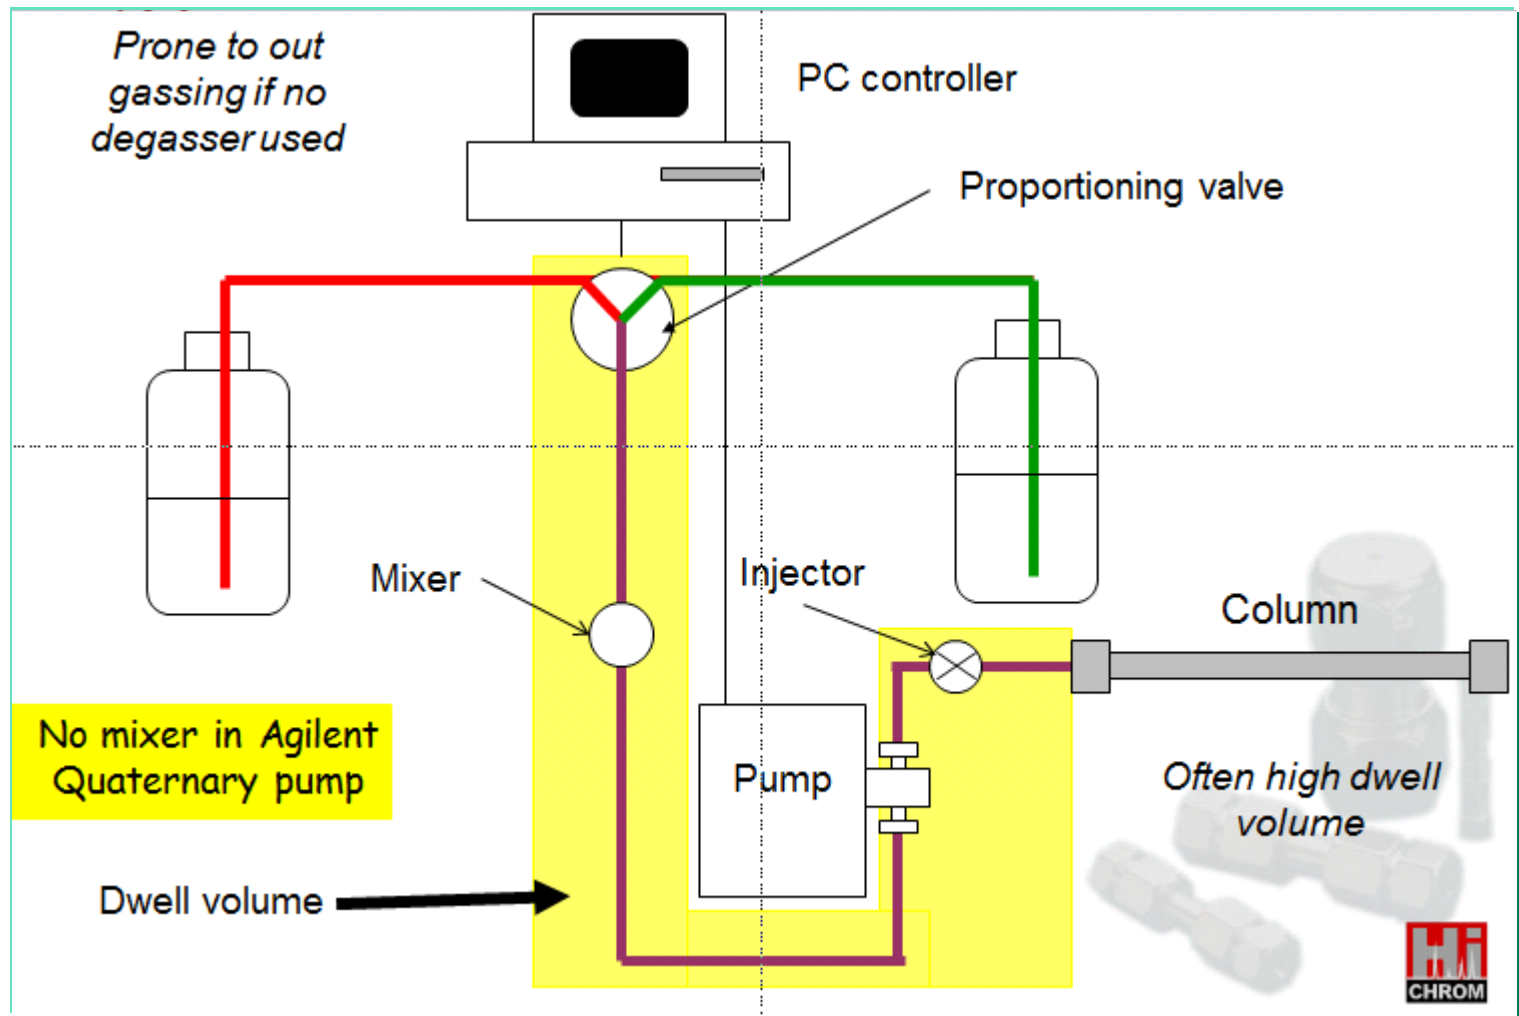 Prone to out
gassing if no
degasser used
PC controller
Proportioning valve
Mixer
Injector
Column
No mixer in Agilent
Quaternary pump
Pump
Often high dwell
volume
Dwell volume
Hi
CHROM